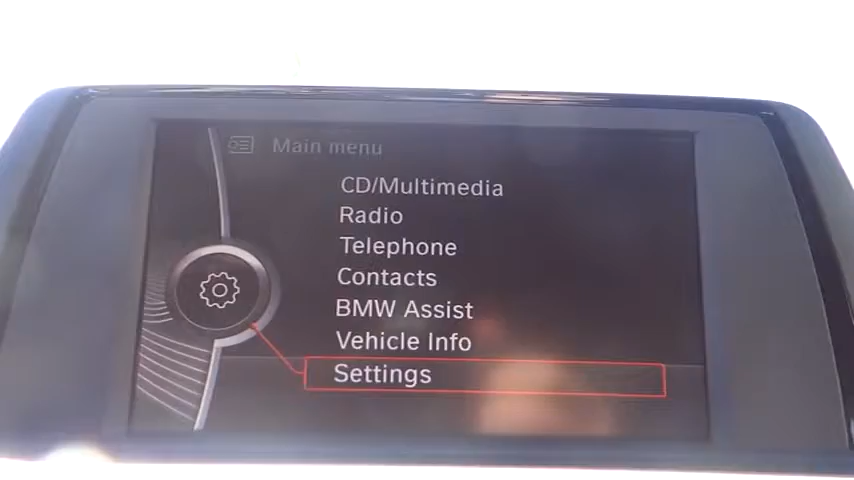 Main menu
CD/Multimedia
Radio
Telephone
Contacts
BMW Assist
Vehicle Info
Settings